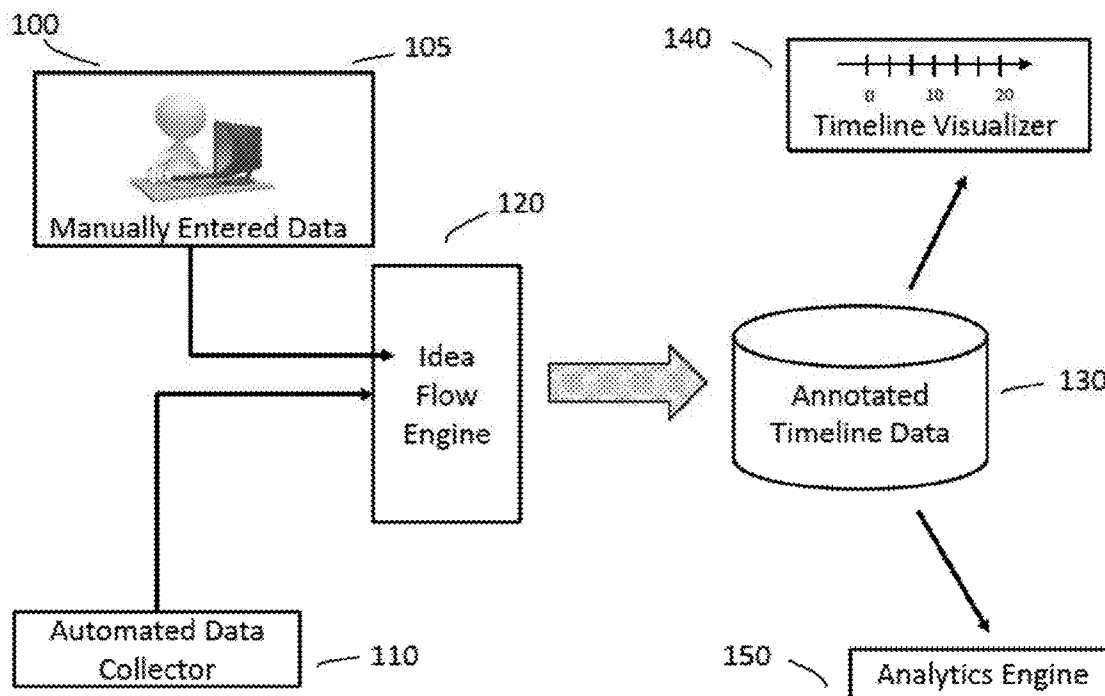 100
105
Manually Entered Data
120
Idea
Flow
Engine
Automated Data
Collector
110
140
0 10 20
Timeline Visualizer
Annotated
Timeline Data
130
150
Analytics Engine